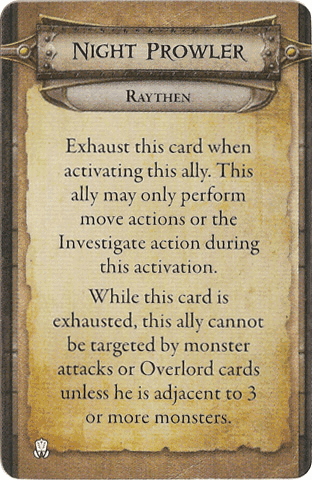 Night Prowler
Raythen
Exhaust this card when
activating this ally. This
ally may only perform
move actions or the
Investigate action during
this activation.
While this card is
exhausted, this ally cannot
be targeted by monster
attacks or Overlord cards
unless he is adjacent to 3
or more monsters.